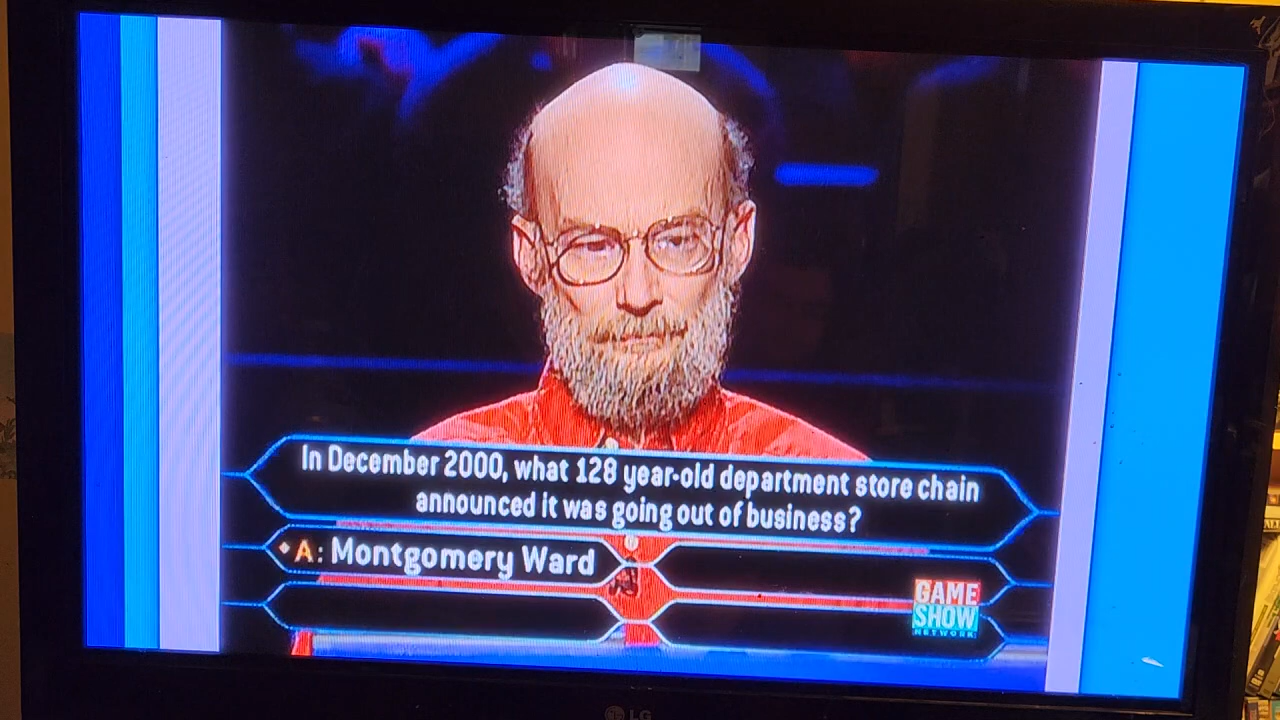 In December 2000, what 128 year-old department store chain
announced it was going out of business?
A: Montgomery Ward
GAME
SHOW
NETWORK
LG